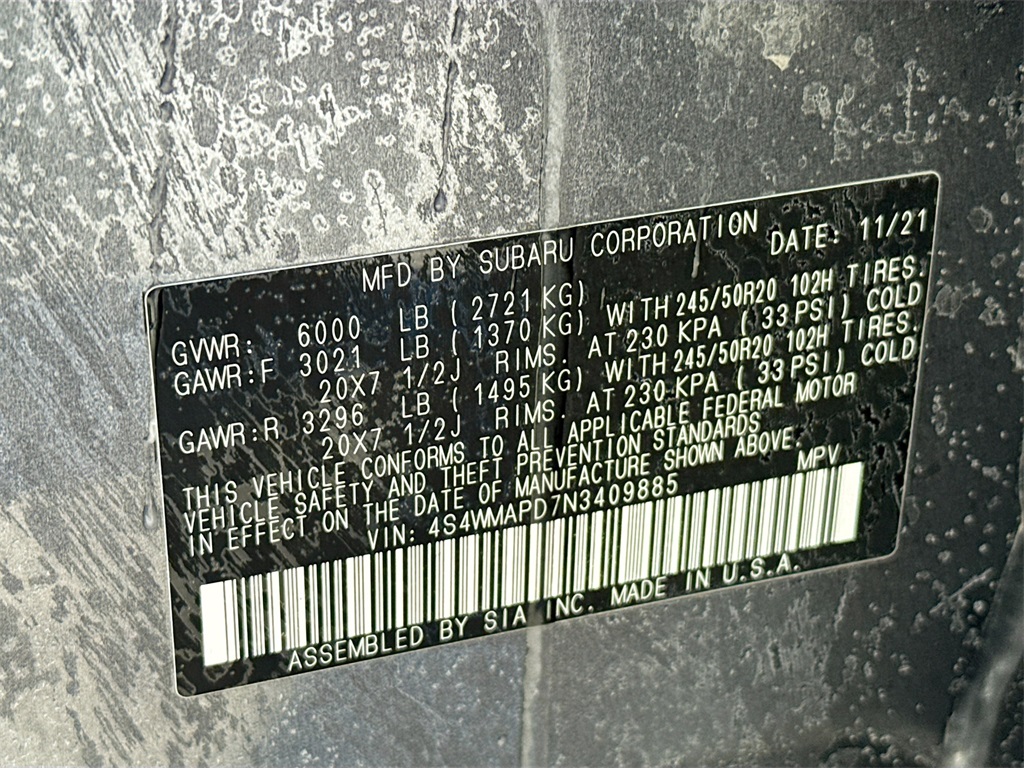 MFD BY SUBARU CORPORATION DATE: 11/21
GVWR: 6000 LB ( 2721 KG)
GAWR:F 3021 LB ( 1370 KG) WITH 245/50R20 102H TIRES.
20X7 1/2J RIMS. AT 230 KPA ( 33 PSI) COLD
GAWR:R 3296 LB ( 1495 KG) WITH 245/50R20 102H TIRES.
20X7 1/2J RIMS. AT 230 KPA ( 33 PSI) COLD
THIS VEHICLE CONFORMS TO ALL APPLICABLE FEDERAL MOTOR
VEHICLE SAFETY AND THEFT PREVENTION STANDARDS
IN EFFECT ON THE DATE OF MANUFACTURE SHOWN ABOVE.
VIN: 4S4WMAPD7N3409885 MPV
ASSEMBLED BY SIA INC. MADE IN U.S.A.